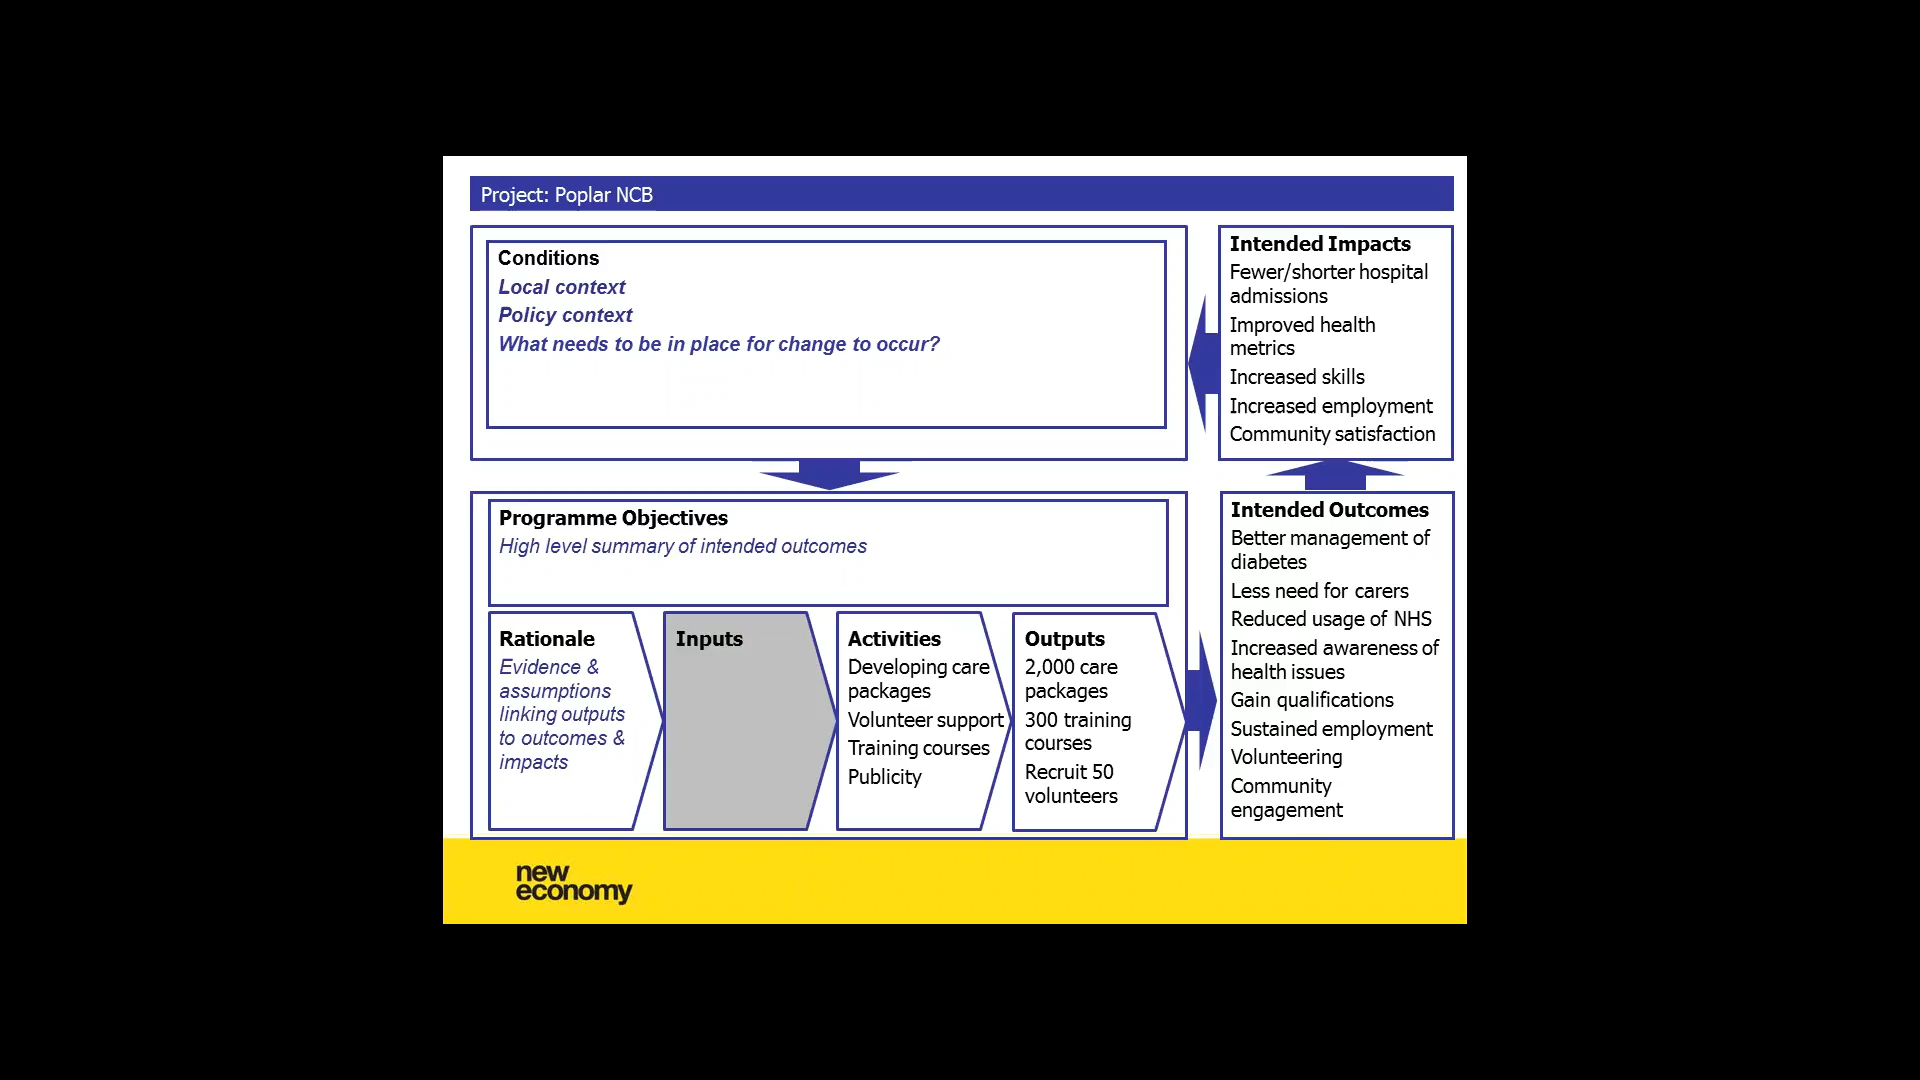 Project: Poplar NCB
Conditions
Local context
Policy context
What needs to be in place for change to occur?
Intended Impacts
Fewer/shorter hospital
admissions
Improved health
metrics
Increased skills
Increased employment
Community satisfaction
Programme Objectives
High level summary of intended outcomes
Rationale
Evidence &
assumptions
linking outputs
to outcomes &
impacts
Inputs
Activities
Developing care
packages
Volunteer support
Training courses
Publicity
Outputs
2,000 care
packages
300 training
courses
Recruit 50
volunteers
Intended Outcomes
Better management of
diabetes
Less need for carers
Reduced usage of NHS
Increased awareness of
health issues
Gain qualifications
Sustained employment
Volunteering
Community
engagement
new
economy